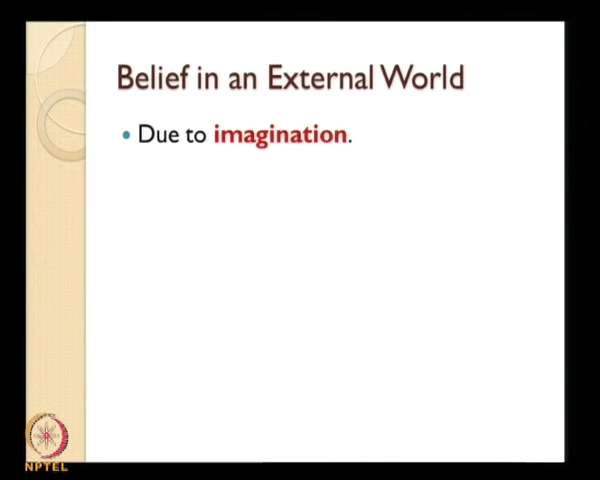 Belief in an External World
• Due to imagination.
NPTEL